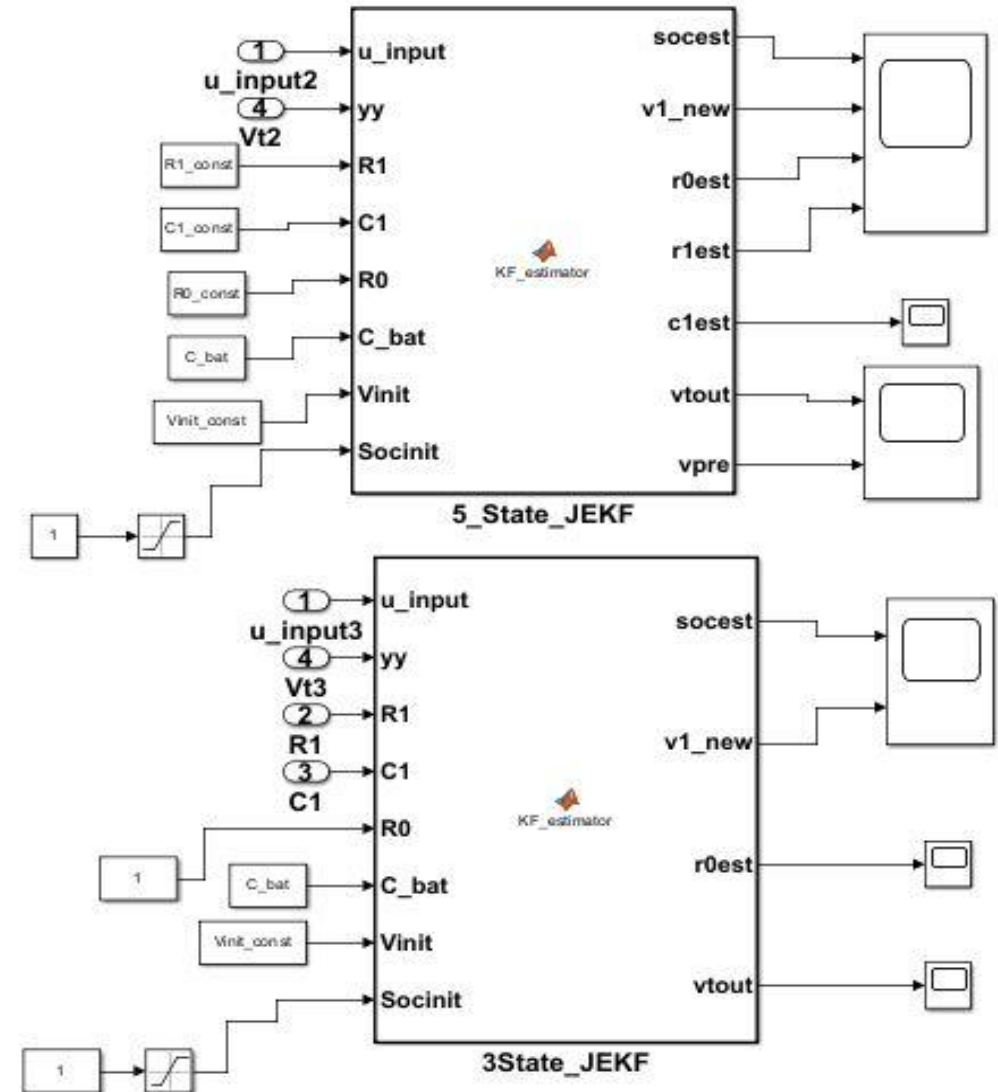 1
u_input2
4
Vt2
R1_const
C1_const
R0_const
C_bat
Vinit_const
1
u_input
yy
R1
C1
R0
C_bat
Vinit
Socinit
KF_estimator
socest
v1_new
r0est
r1est
c1est
vtout
vpre
5_State_JEKF
1
u_input3
4
Vt3
2
R1
3
C1
1
C_bat
Vinit_const
1
u_input
yy
R1
C1
R0
C_bat
Vinit
Socinit
KF_estimator
socest
v1_new
r0est
vtout
3State_JEKF